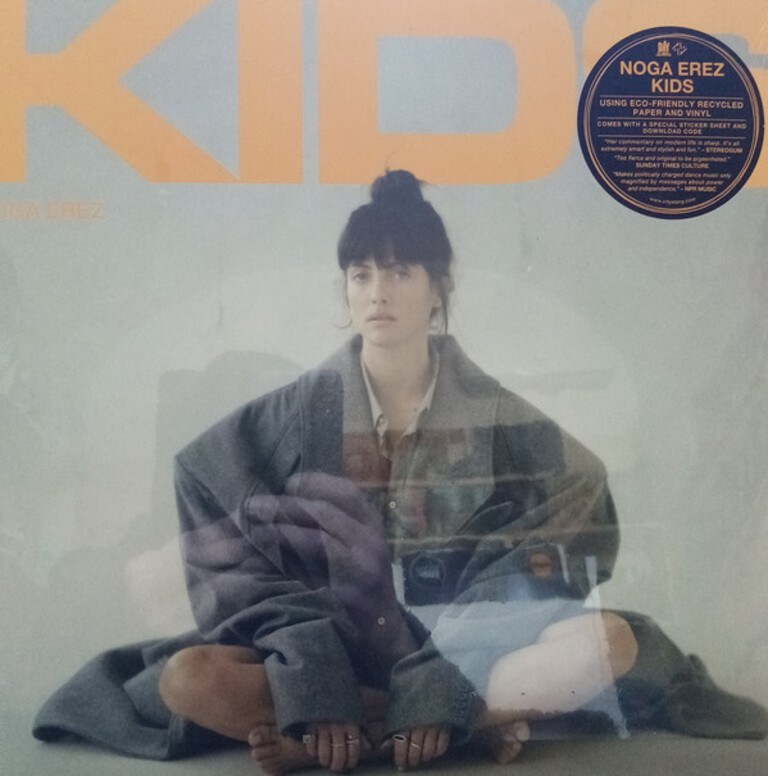 KIDS
NOGA EREZ
NOGA EREZ
KIDS
USING ECO-FRIENDLY RECYCLED
PAPER AND VINYL
COMES WITH A SPECIAL STICKER SHEET AND
DOWNLOAD CODE
"Her commentary on modern life is sharp. It's all
extremely smart and stylish and fun." – STEREOGUM
"Too fierce and original to be pigeonholed."
SUNDAY TIMES CULTURE
"Makes politically charged dance music only
magnified by messages about power
and independence." – NPR MUSIC
www.cityslang.com